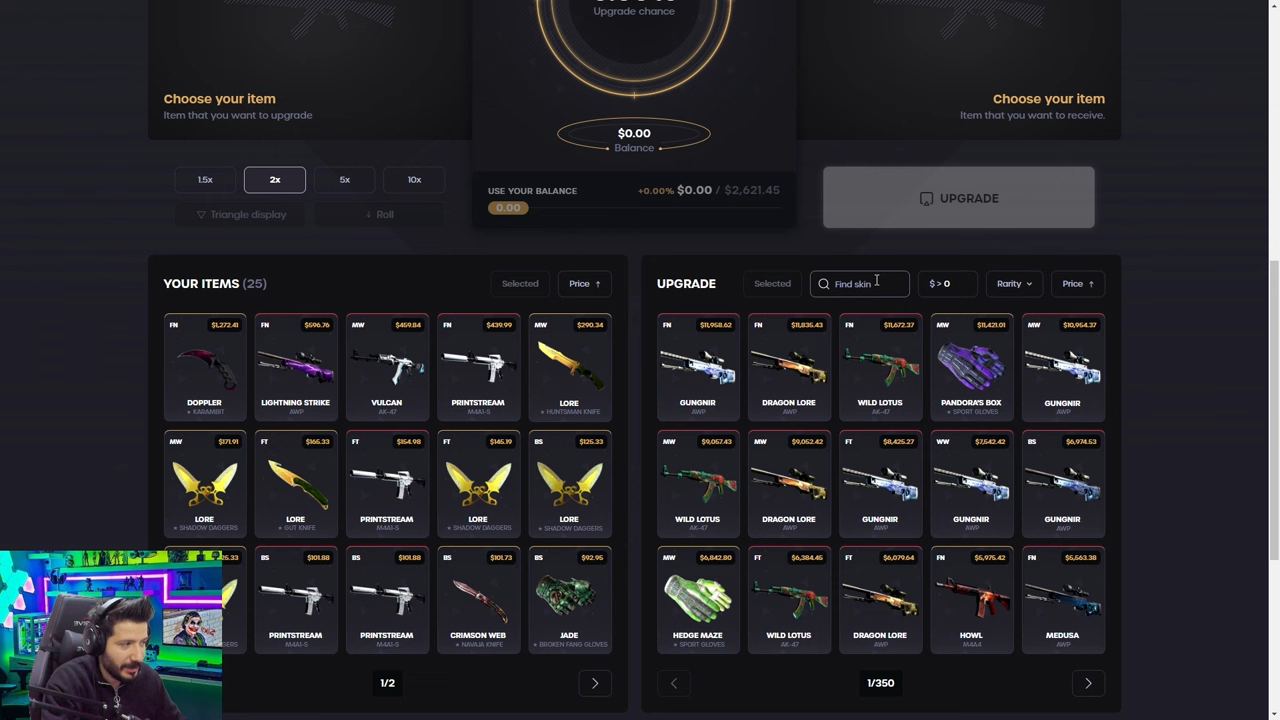 Upgrade chance
Choose your item
Item that you want to upgrade
Choose your item
Item that you want to receive.
$0.00
Balance
1.5x 2x 5x 10x
Triangle display Roll
USE YOUR BALANCE +0.00% $0.00 / $2,621.45
0.00
UPGRADE
YOUR ITEMS (25) Selected Price
FN $1,272.41 DOPPLER ★ KARAMBIT
FN $596.76 LIGHTNING STRIKE AWP
MW $459.84 VULCAN AK-47
FN $439.99 PRINTSTREAM M4A1-S
MW $290.34 LORE ★ HUNTSMAN KNIFE
MW $171.91 LORE ★ SHADOW DAGGERS
FT $165.33 LORE ★ GUT KNIFE
FT $154.98 PRINTSTREAM M4A1-S
FT $145.19 LORE ★ SHADOW DAGGERS
BS $125.33 LORE ★ SHADOW DAGGERS
BS $101.88 PRINTSTREAM M4A1-S
BS $101.88 PRINTSTREAM M4A1-S
BS $101.73 CRIMSON WEB ★ NAVAJA KNIFE
BS $92.95 JADE ★ BROKEN FANG GLOVES
1/2
UPGRADE Selected Find skin $ > 0 Rarity Price
FN $11,958.62 GUNGNIR AWP
FN $11,835.43 DRAGON LORE AWP
FN $11,672.37 WILD LOTUS AK-47
MW $11,421.01 PANDORA'S BOX ★ SPORT GLOVES
MW $10,954.37 GUNGNIR AWP
MW $9,057.43 WILD LOTUS AK-47
MW $9,052.42 DRAGON LORE AWP
FT $8,425.27 GUNGNIR AWP
WW $7,542.42 GUNGNIR AWP
BS $6,974.53 GUNGNIR AWP
MW $6,842.80 HEDGE MAZE ★ SPORT GLOVES
FT $6,384.45 WILD LOTUS AK-47
FT $6,079.64 DRAGON LORE AWP
FN $5,975.42 HOWL M4A4
FN $5,563.38 MEDUSA AWP
1/350